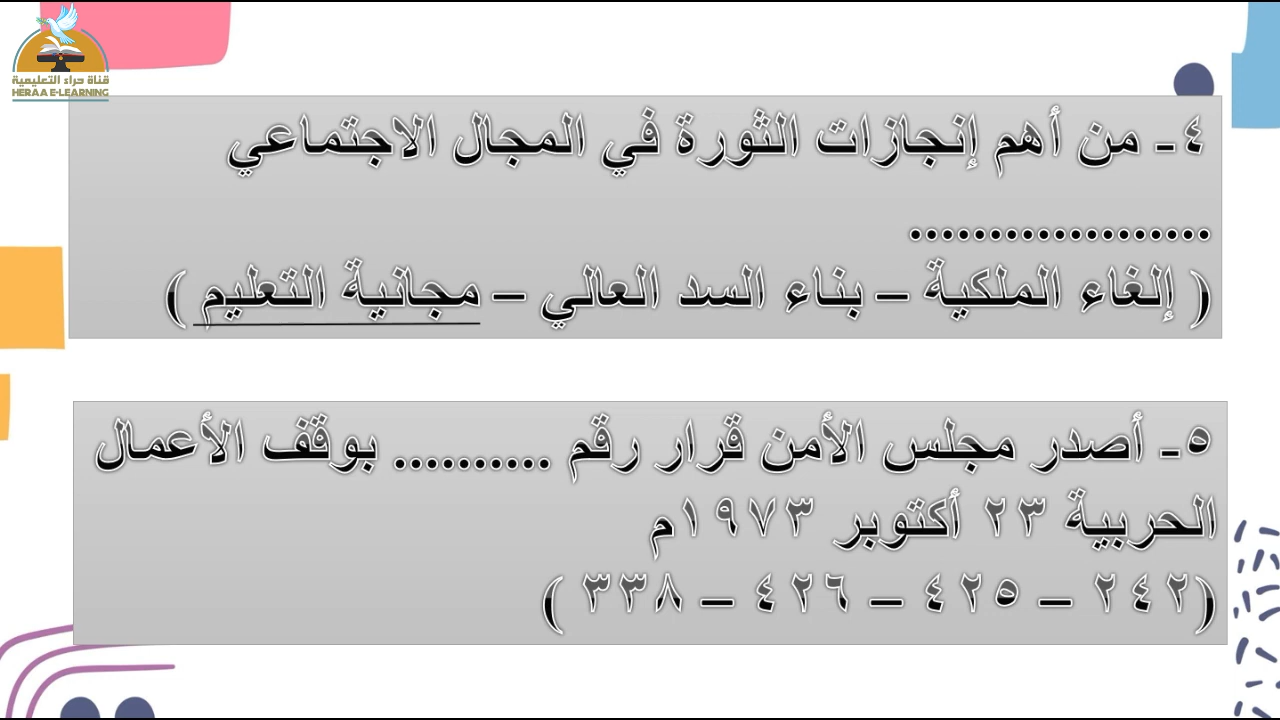 قناة حراء التعليمية
HERAA E-LEARNING
٤- من أهم إنجازات الثورة في المجال الاجتماعي
...................
( إلغاء الملكية – بناء السد العالي – مجانية التعليم )
٥- أصدر مجلس الأمن قرار رقم .......... بوقف الأعمال
الحربية ٢٣ أكتوبر ١٩٧٣م
(٢٤٢ – ٤٢٥ – ٤٢٦ – ٣٣٨ )